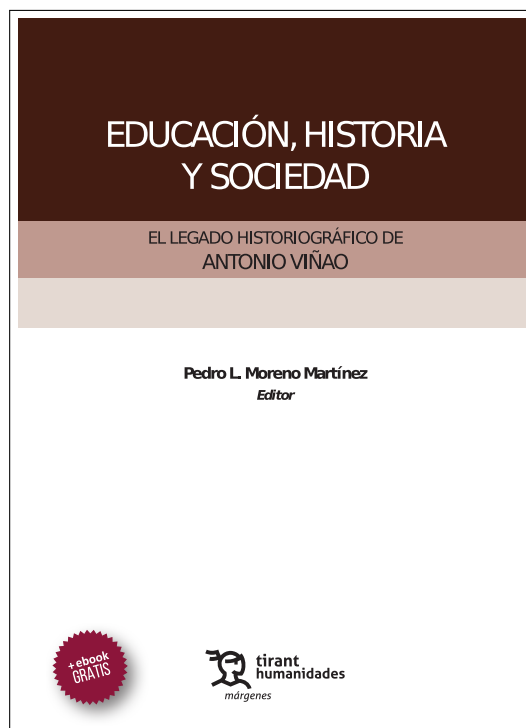 EDUCACIÓN, HISTORIA
Y SOCIEDAD
EL LEGADO HISTORIOGRÁFICO DE
ANTONIO VIÑAO
Pedro L. Moreno Martínez
Editor
+ ebook
GRATIS
tirant
humanidades
márgenes